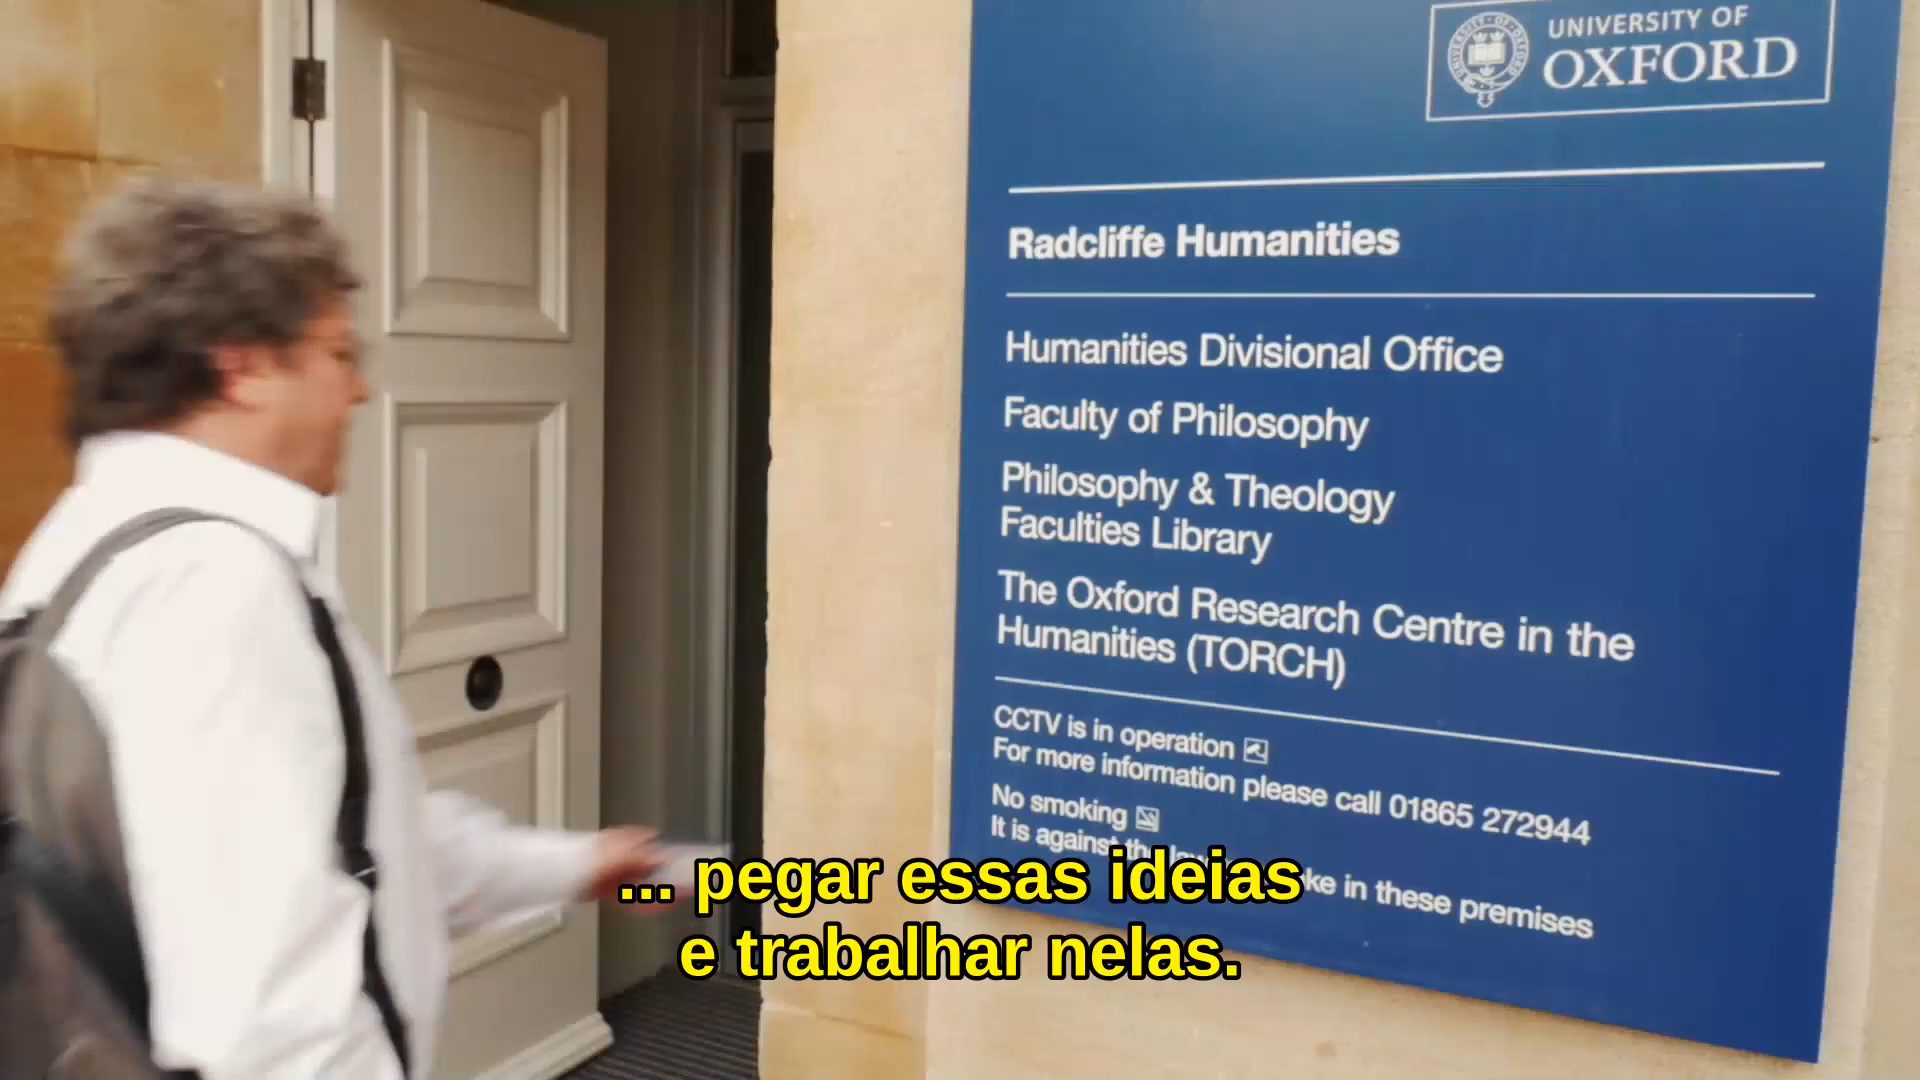 UNIVERSITY OF
OXFORD
Radcliffe Humanities
Humanities Divisional Office
Faculty of Philosophy
Philosophy & Theology
Faculties Library
The Oxford Research Centre in the
Humanities (TORCH)
CCTV is in operation
For more information please call 01865 272944
No smoking
It is against the in these premises
... pegar essas ideias
e trabalhar nelas.